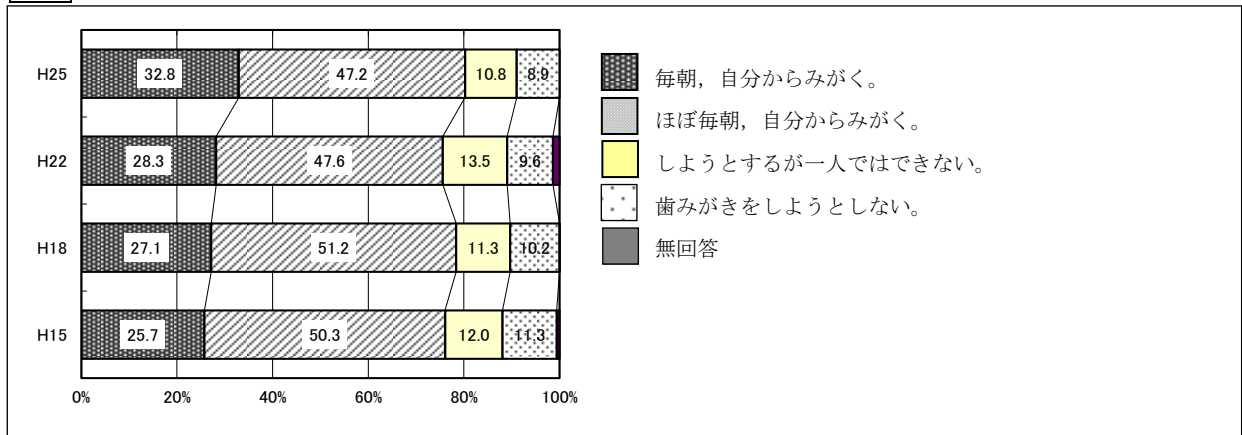 H25 32.8 47.2 10.8 8.9
H22 28.3 47.6 13.5 9.6
H18 27.1 51.2 11.3 10.2
H15 25.7 50.3 12.0 11.3
0% 20% 40% 60% 80% 100%
毎朝，自分からみがく。
ほぼ毎朝，自分からみがく。
しようとするが一人ではできない。
歯みがきをしようとしない。
無回答